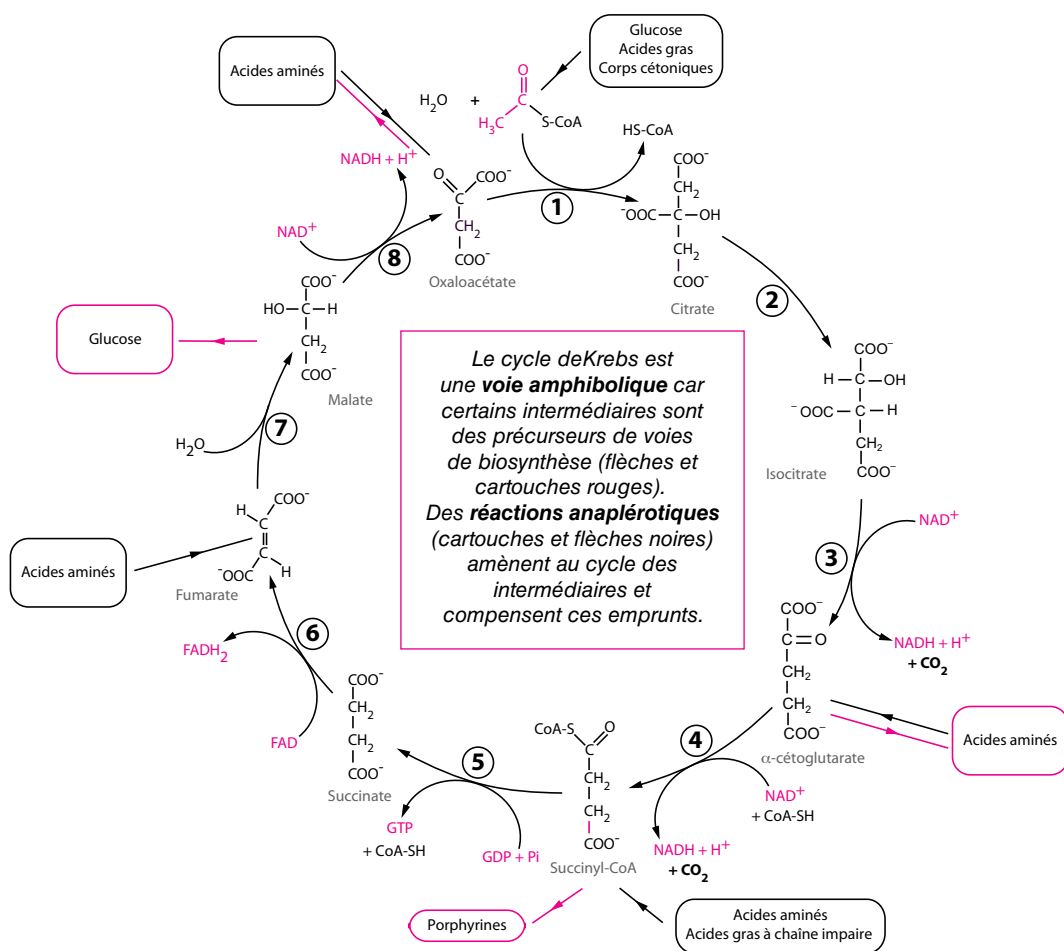 Glucose
Acides gras
Corps cétoniques
Acides aminés
H₂O
+
O
C
H₃C
S-CoA
HS-CoA
NADH + H⁺
O
COO⁻
C
CH₂
COO⁻
Oxaloacétate
1
COO⁻
CH₂
⁻OOC
C
OH
CH₂
COO⁻
Citrate
2
NAD⁺
8
COO⁻
HO
C
H
CH₂
COO⁻
Malate
Glucose
Le cycle deKrebs est
une voie amphibolique car
certains intermédiaires sont
des précurseurs de voies
de biosynthèse (flèches et
cartouches rouges).
Des réactions anaplérotiques
(cartouches et flèches noires)
amènent au cycle des
intermédiaires et
compensent ces emprunts.
COO⁻
H
C
OH
⁻OOC
C
H
CH₂
COO⁻
Isocitrate
7
H₂O
COO⁻
H
C
C
⁻OOC
H
Fumarate
Acides aminés
3
NAD⁺
NADH + H⁺
+ CO₂
COO⁻
C
O
CH₂
CH₂
COO⁻
α-cétoglutarate
Acides aminés
6
FADH₂
FAD
COO⁻
CH₂
CH₂
COO⁻
Succinate
5
GTP
+ CoA-SH
GDP + Pi
CoA-S
O
C
CH₂
CH₂
COO⁻
Succinyl-CoA
4
NAD⁺
+ CoA-SH
NADH + H⁺
+ CO₂
Porphyrines
Acides aminés
Acides gras à chaîne impaire